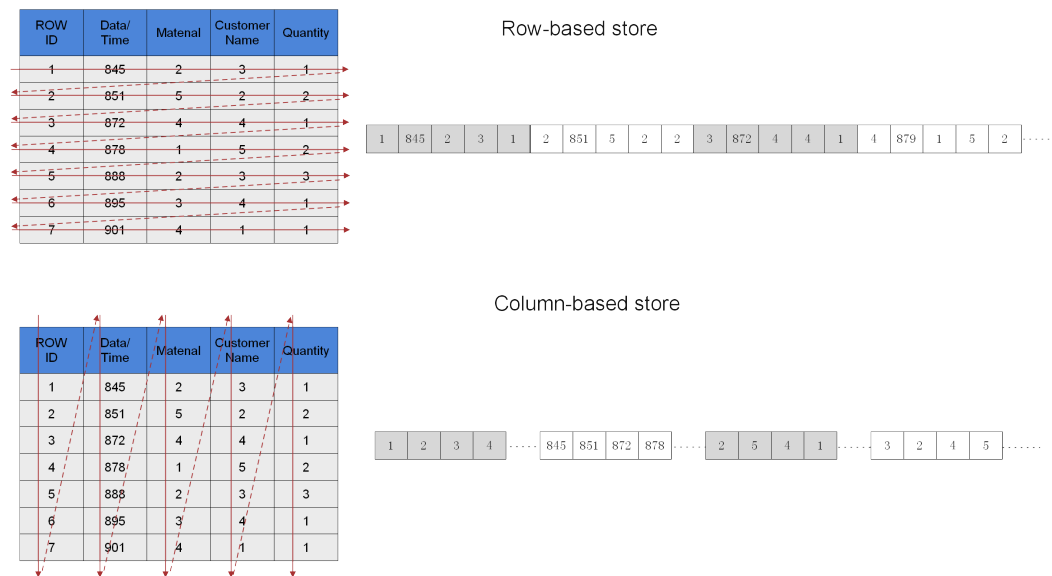 Row-based store
ROW ID Data/ Time Matenal Customer Name Quantity
1 845 2 3 1
2 851 5 2 2
3 872 4 4 1
4 878 1 5 2
5 888 2 3 3
6 895 3 4 1
7 901 4 1 1
1 845 2 3 1 2 851 5 2 2 3 872 4 4 1 4 879 1 5 2
Column-based store
ROW ID Data/ Time Matenal Customer Name Quantity
1 845 2 3 1
2 851 5 2 2
3 872 4 4 1
4 878 1 5 2
5 888 2 3 3
6 895 3 4 1
7 901 4 1 1
1 2 3 4 845 851 872 878 2 5 4 1 3 2 4 5